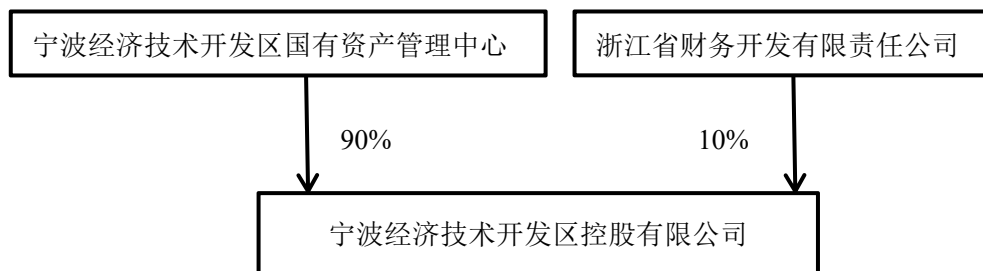 宁波经济技术开发区国有资产管理中心
浙江省财务开发有限责任公司
90%
10%
宁波经济技术开发区控股有限公司